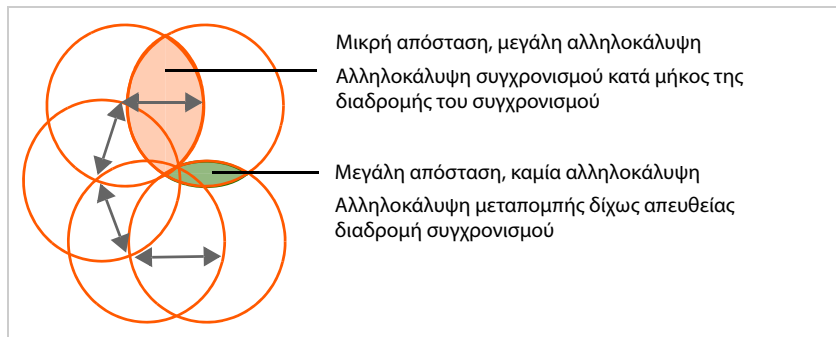 Μικρή απόσταση, μεγάλη αλληλοκάλυψη
Αλληλοκάλυψη συγχρονισμού κατά μήκος της
διαδρομής του συγχρονισμού
Μεγάλη απόσταση, καμία αλληλοκάλυψη
Αλληλοκάλυψη μεταπομπής δίχως απευθείας
διαδρομή συγχρονισμού